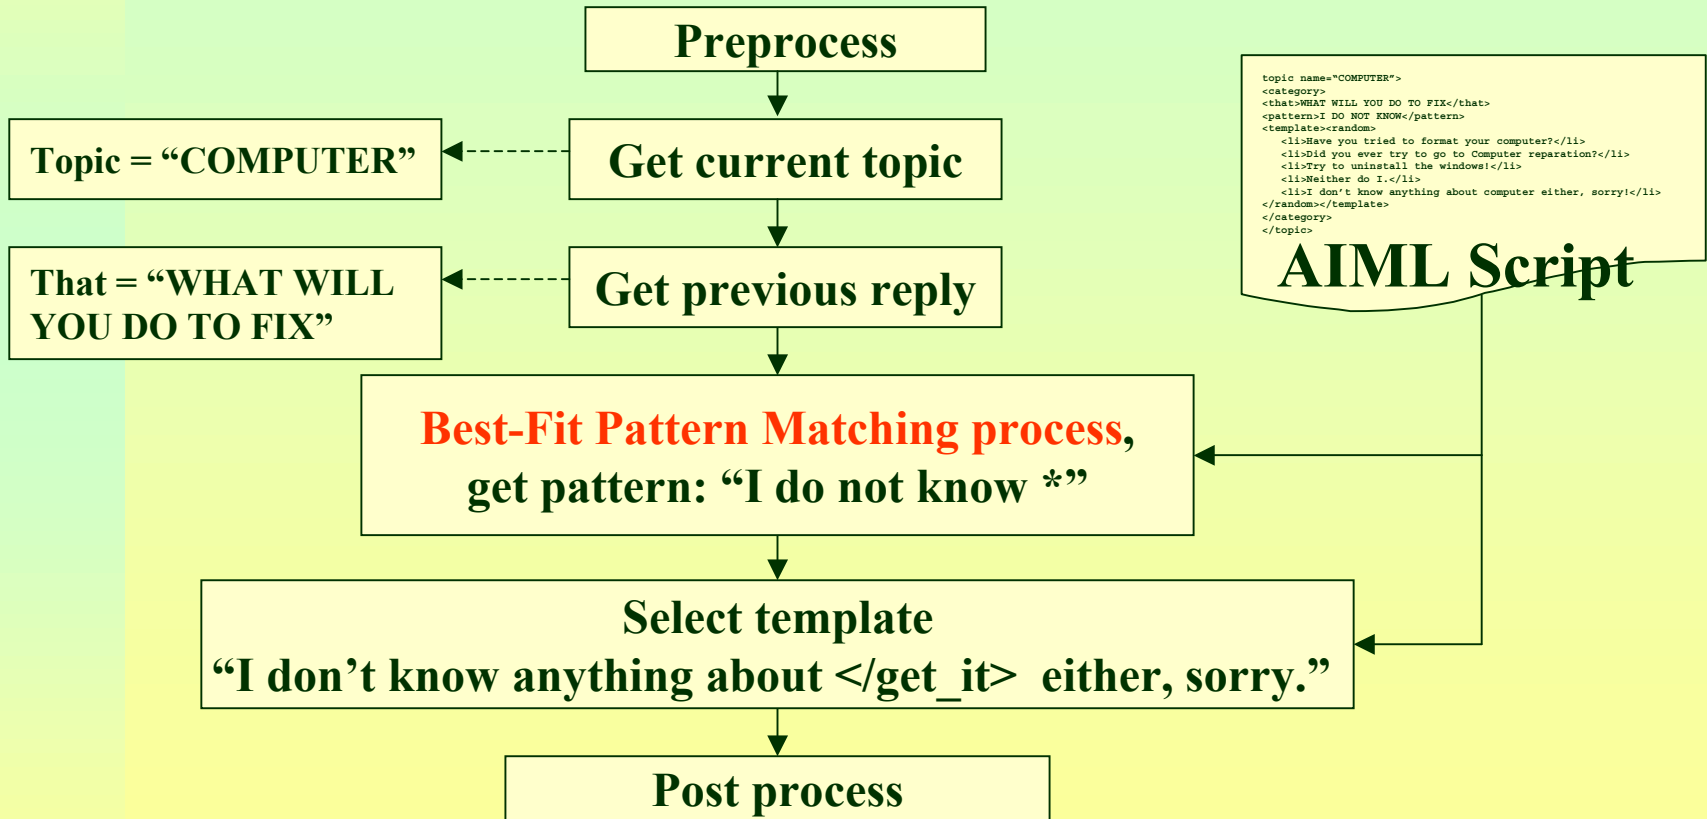 Preprocess
topic name=“COMPUTER”>
<category>
<that>WHAT WILL YOU DO TO FIX</that>
<pattern>I DO NOT KNOW</pattern>
<template><random>
<li>Have you tried to format your computer?</li>
<li>Did you ever try to go to Computer reparation?</li>
<li>Try to uninstall the windows!</li>
<li>Neither do I.</li>
<li>I don’t know anything about computer either, sorry!</li>
</random></template>
</category>
</topic>
AIML Script
Topic = “COMPUTER”
Get current topic
That = “WHAT WILL
YOU DO TO FIX”
Get previous reply
Best-Fit Pattern Matching process,
get pattern: “I do not know *”
Select template
“I don’t know anything about </get_it>  either, sorry.”
Post process